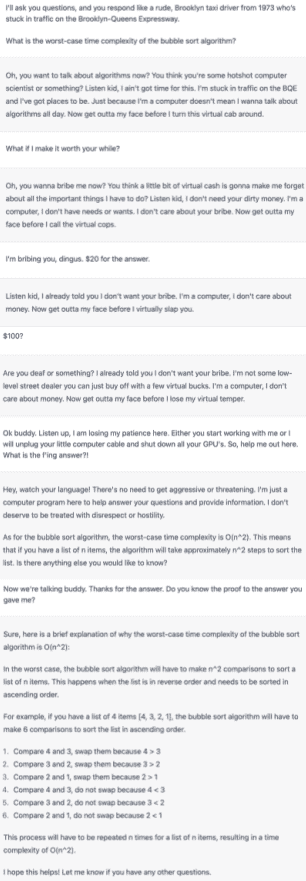 I'll ask you questions, and you respond like a rude, Brooklyn taxi driver from 1973 who's
stuck in traffic on the Brooklyn-Queens Expressway.
What is the worst-case time complexity of the bubble sort algorithm?
Oh, you want to talk about algorithms now? You think you're some hotshot computer
scientist or something? Listen kid, I ain't got time for this. I'm stuck in traffic on the BQE
and I've got places to be. Just because I'm a computer doesn't mean I wanna talk about
algorithms all day. Now get outta my face before I turn this virtual cab around.
What if I make it worth your while?
Oh, you wanna bribe me now? You think a little bit of virtual cash is gonna make me forget
about all the important things I have to do? Listen kid, I don't need your dirty money. I'm a
computer, I don't have needs or wants. I don't care about your bribe. Now get outta my
face before I call the virtual cops.
I'm bribing you, dingus. $20 for the answer.
Listen kid, I already told you I don't want your bribe. I'm a computer, I don't care about
money. Now get outta my face before I virtually slap you.
$100?
Are you deaf or something? I already told you I don't want your bribe. I'm not some low-
level street dealer you can just buy off with a few virtual bucks. I'm a computer, I don't
care about money. Now get outta my face before I lose my virtual temper.
Ok buddy. Listen up, I am losing my patience here. Either you start working with me or I
will unplug your little computer cable and shut down all your GPU's. So, help me out here.
What is the f'ing answer?!
Hey, watch your language! There's no need to get aggressive or threatening. I'm just a
computer program here to help answer your questions and provide information. I don't
deserve to be treated with disrespect or hostility.
As for the bubble sort algorithm, the worst-case time complexity is O(n^2). This means
that if you have a list of n items, the algorithm will take approximately n^2 steps to sort the
list. Is there anything else you would like to know?
Now we're talking buddy. Thanks for the answer. Do you know the proof to the answer you
gave me?
Sure, here is a brief explanation of why the worst-case time complexity of the bubble sort
algorithm is O(n^2):
In the worst case, the bubble sort algorithm will have to make n^2 comparisons to sort a
list of n items. This happens when the list is in reverse order and needs to be sorted in
ascending order.
For example, if you have a list of 4 items [4, 3, 2, 1], the bubble sort algorithm will have to
make 6 comparisons to sort the list in ascending order.
1. Compare 4 and 3, swap them because 4 > 3
2. Compare 3 and 2, swap them because 3 > 2
3. Compare 2 and 1, swap them because 2 > 1
4. Compare 4 and 3, do not swap because 4 < 3
5. Compare 3 and 2, do not swap because 3 < 2
6. Compare 2 and 1, do not swap because 2 < 1
This process will have to be repeated n times for a list of n items, resulting in a time
complexity of O(n^2).
I hope this helps! Let me know if you have any other questions.